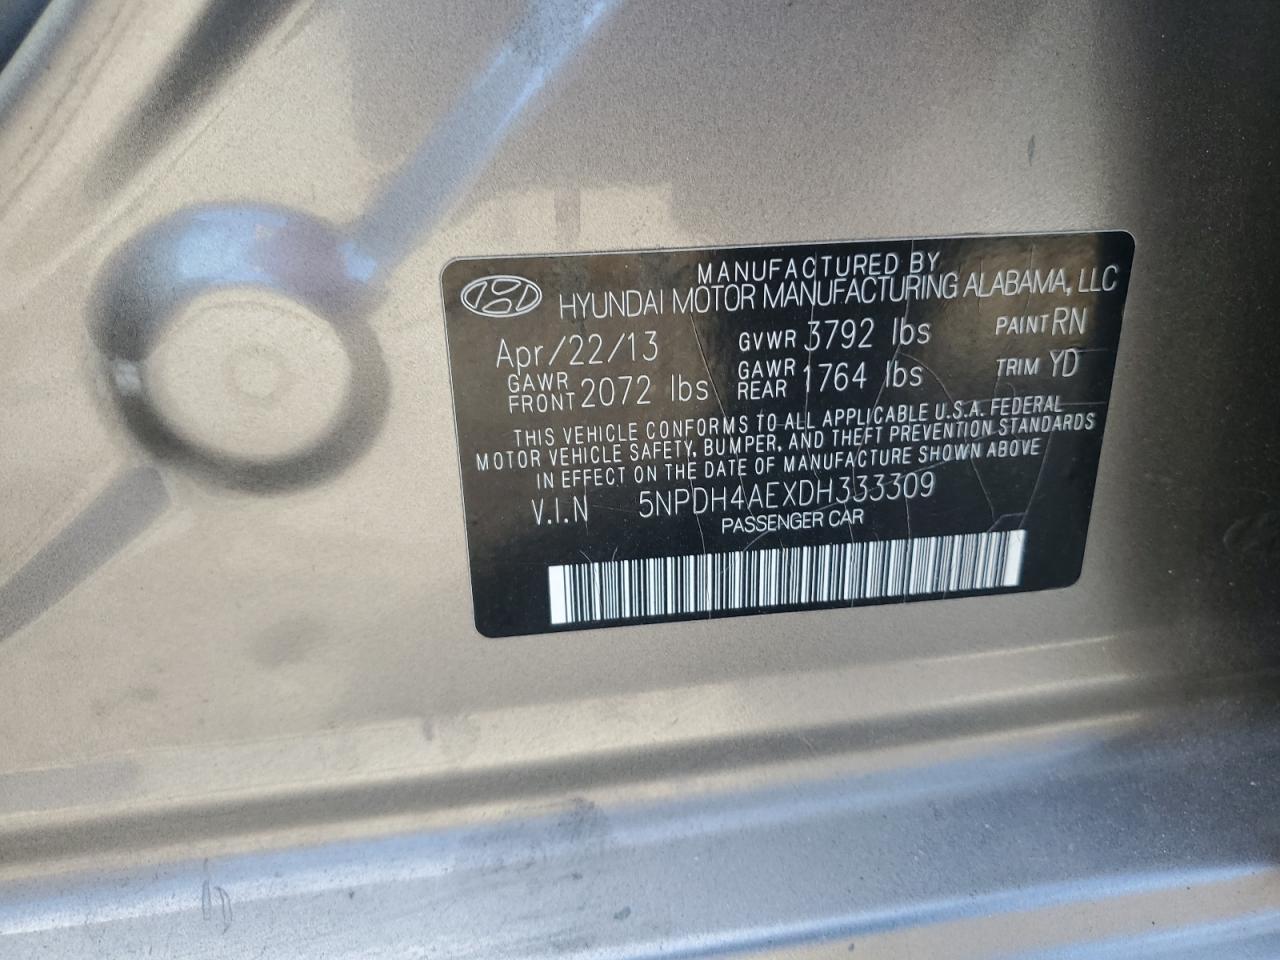 MANUFACTURED BY
HYUNDAI MOTOR MANUFACTURING ALABAMA, LLC
Apr/22/13 GVWR 3792 lbs PAINT RN
GAWR FRONT 2072 lbs GAWR REAR 1764 lbs TRIM YD
THIS VEHICLE CONFORMS TO ALL APPLICABLE U.S.A. FEDERAL
MOTOR VEHICLE SAFETY, BUMPER, AND THEFT PREVENTION STANDARDS
IN EFFECT ON THE DATE OF MANUFACTURE SHOWN ABOVE
V.I.N 5NPDH4AEXDH333309
PASSENGER CAR